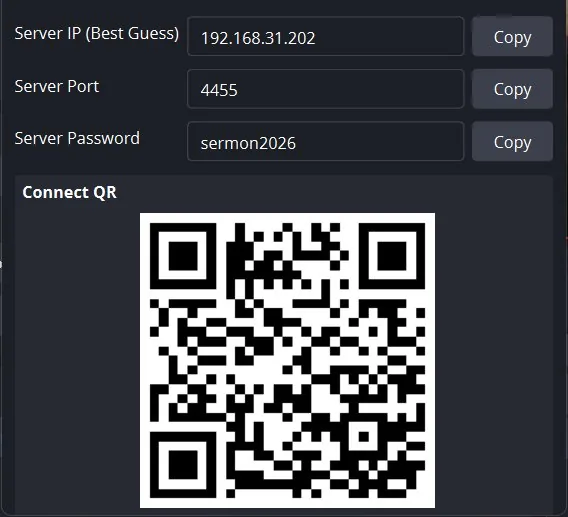 Server IP (Best Guess) 192.168.31.202 Copy
Server Port 4455 Copy
Server Password sermon2026 Copy
Connect QR